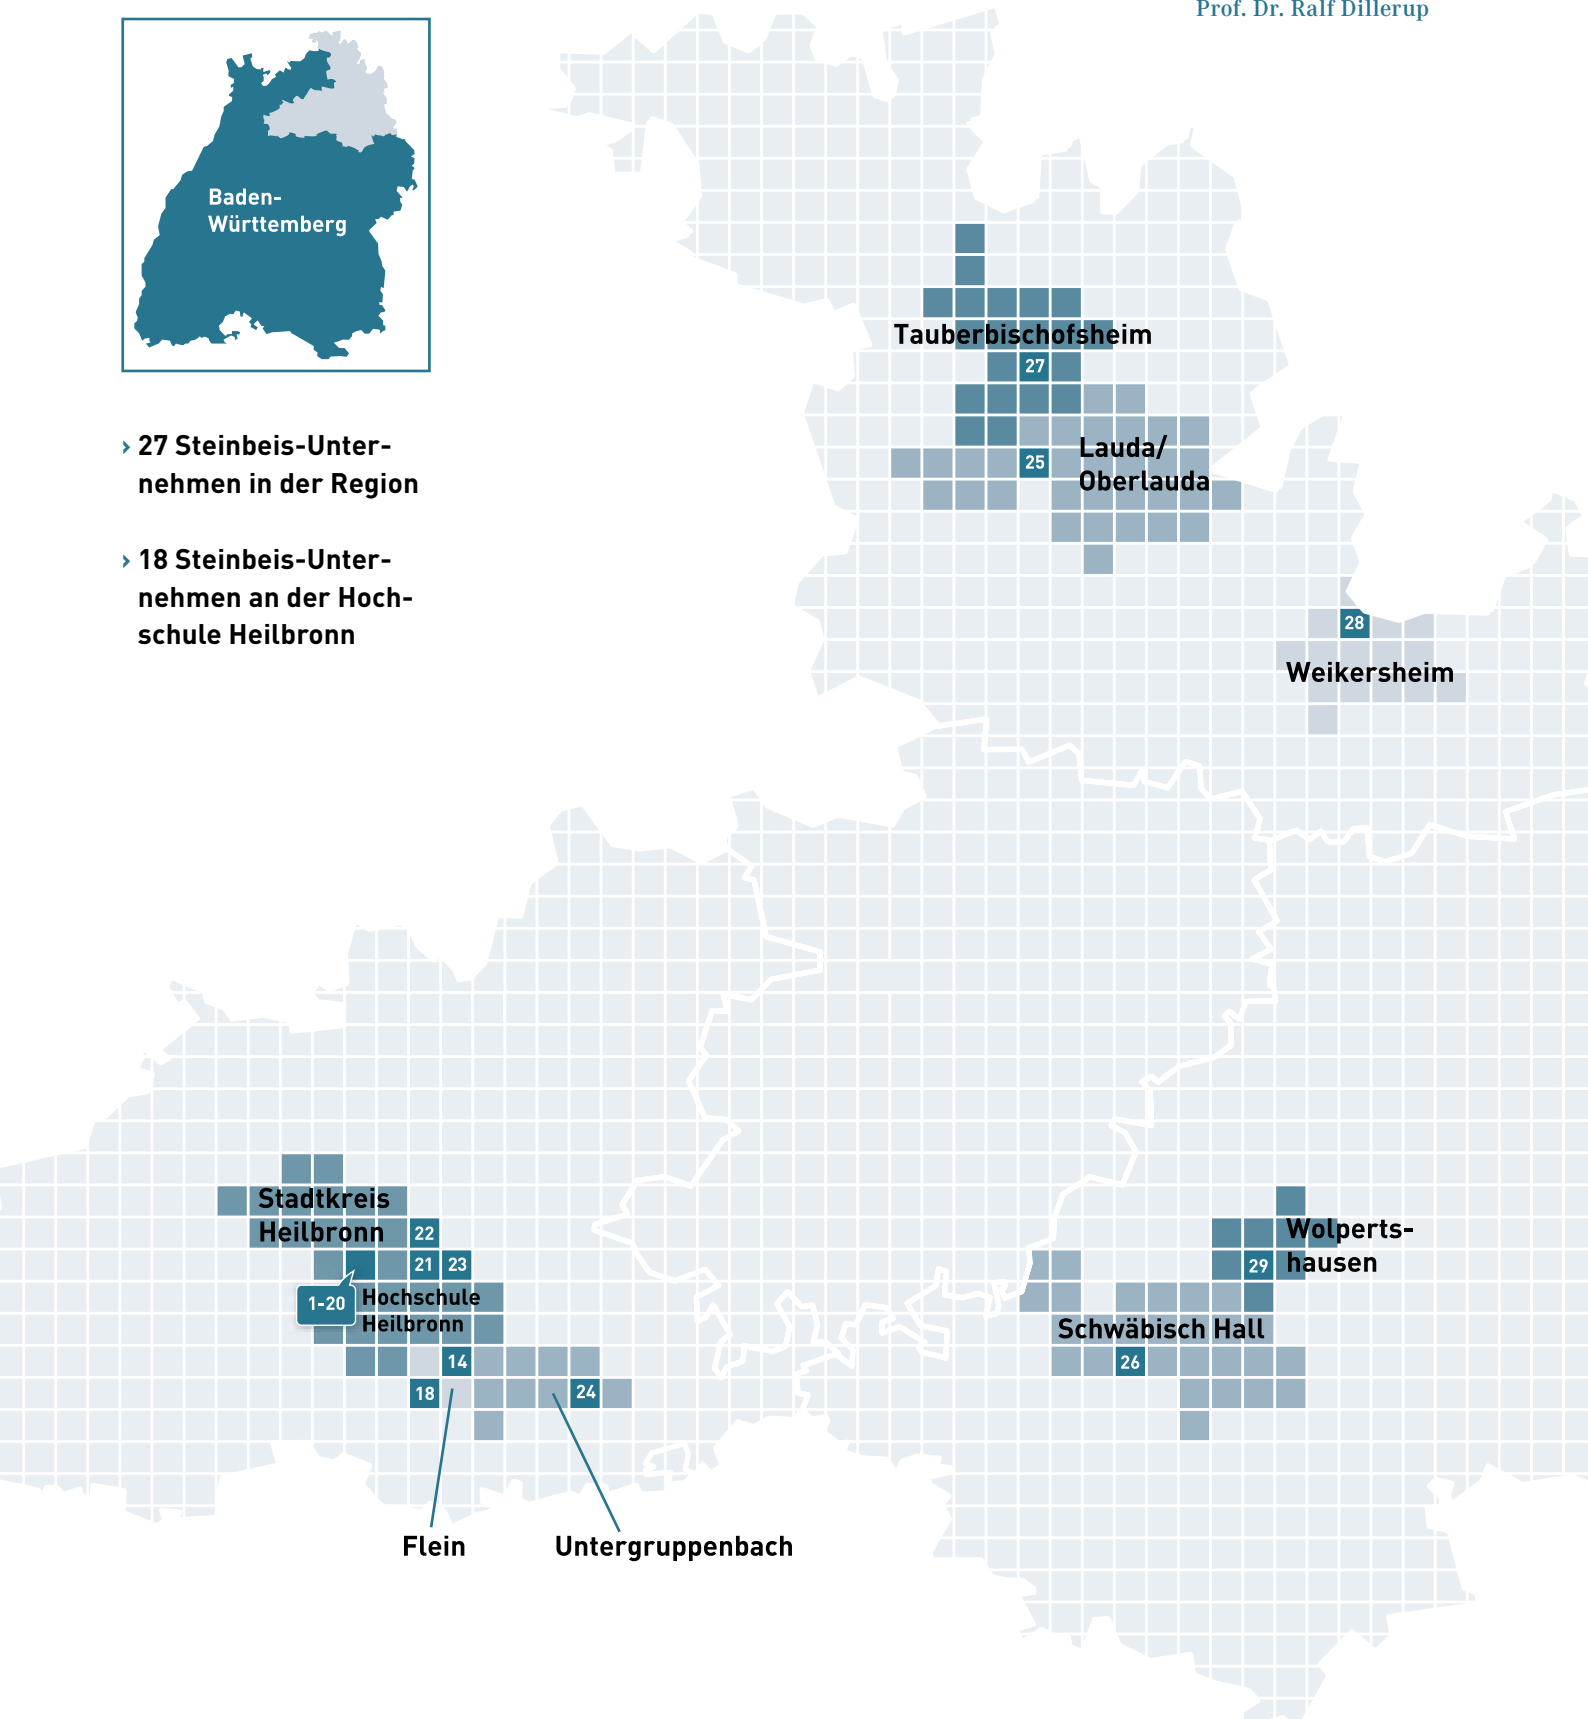 Prof. Dr. Ralf Dillerup
Baden-
Württemberg
› 27 Steinbeis-Unter-
nehmen in der Region
› 18 Steinbeis-Unter-
nehmen an der Hoch-
schule Heilbronn
Tauberbischofsheim
27
Lauda/
25
Oberlauda
28
Weikersheim
Stadtkreis
Heilbronn
22
21 23
1-20
Hochschule
Heilbronn
14
18
24
Wolperts-
29
hausen
Schwäbisch Hall
26
Flein
Untergruppenbach